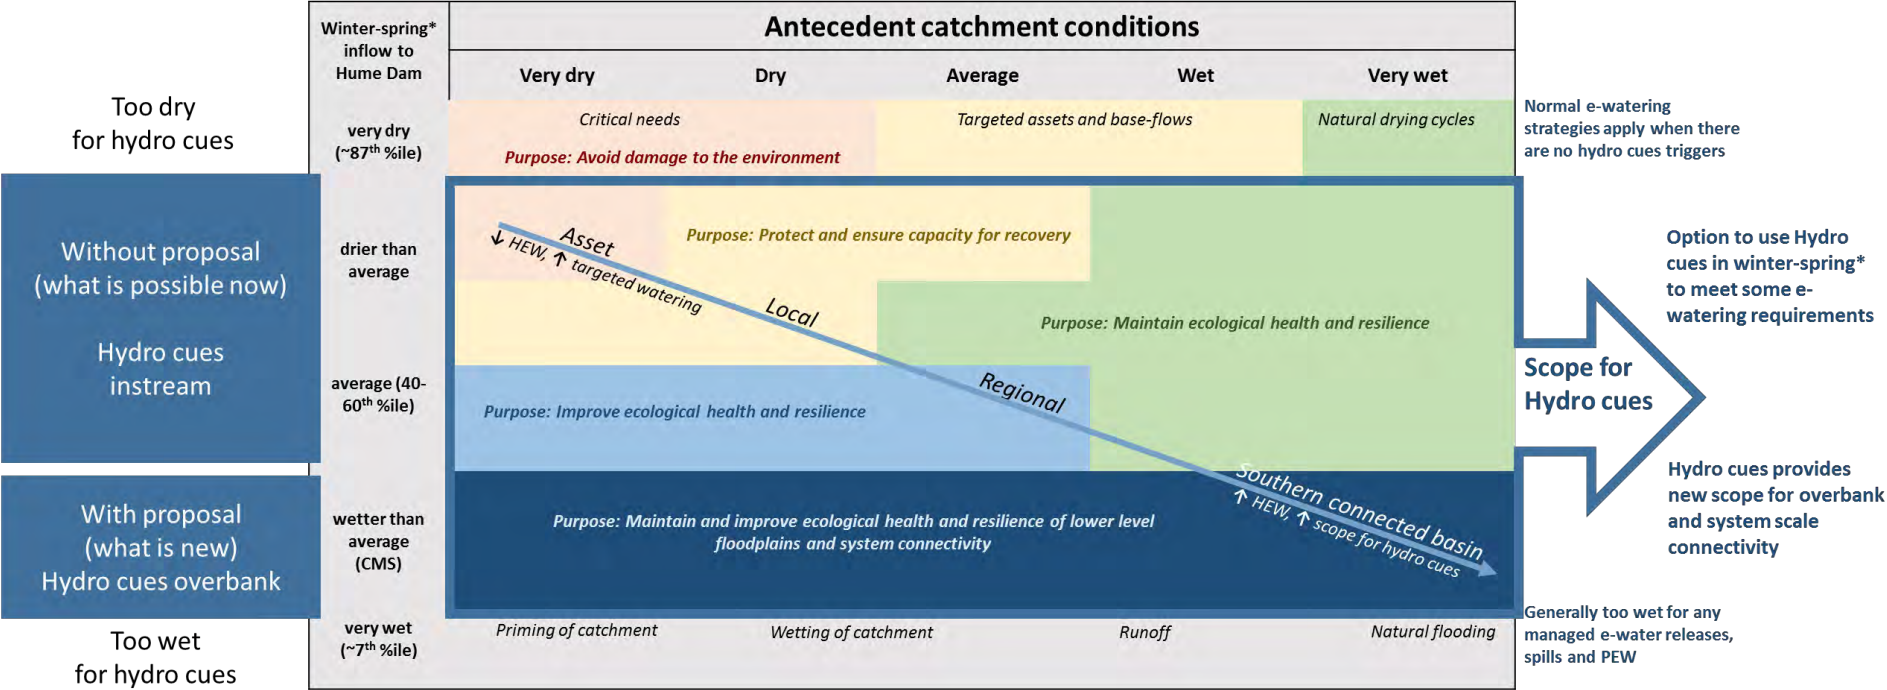 Antecedent catchment conditions
Winter-spring*
inflow to
Hume Dam
Very dry
Dry
Average
Wet
Very wet
Too dry
for hydro cues
very dry
(~87th %ile)
Critical needs
Purpose: Avoid damage to the environment
Targeted assets and base-flows
Natural drying cycles
Normal e-watering
strategies apply when there
are no hydro cues triggers
Without proposal
(what is possible now)
Hydro cues
instream
drier than
average
Asset
↓ HEW, ↑ targeted watering
Purpose: Protect and ensure capacity for recovery
Local
Purpose: Maintain ecological health and resilience
Option to use Hydro
cues in winter-spring*
to meet some e-
watering requirements
average (40-
60th %ile)
Purpose: Improve ecological health and resilience
Regional
Scope for
Hydro cues
With proposal
(what is new)
Hydro cues overbank
wetter than
average
(CMS)
Purpose: Maintain and improve ecological health and resilience of lower level
floodplains and system connectivity
Southern connected basin
↑ HEW, ↑ scope for hydro cues
Hydro cues provides
new scope for overbank
and system scale
connectivity
Too wet
for hydro cues
very wet
(~7th %ile)
Priming of catchment
Wetting of catchment
Runoff
Natural flooding
Generally too wet for any
managed e-water releases,
spills and PEW